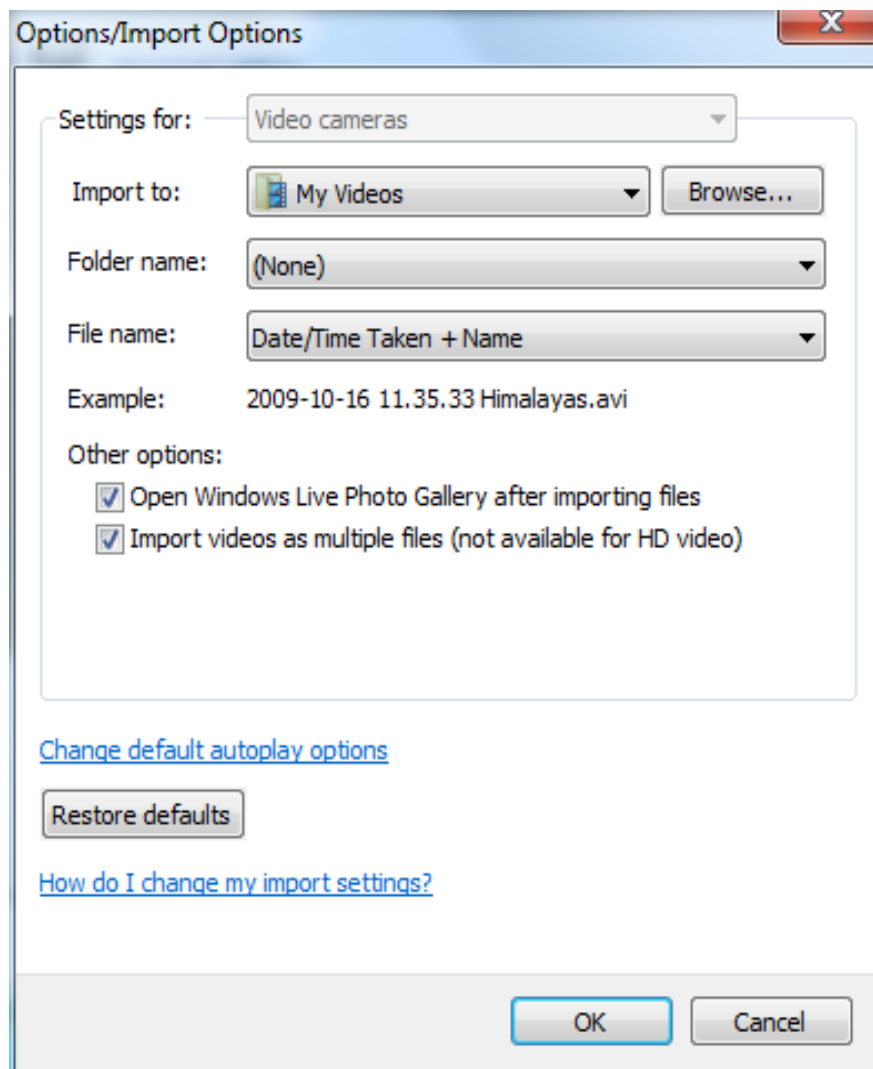 Options/Import Options
X
Settings for: Video cameras
Import to: My Videos Browse...
Folder name: (None)
File name: Date/Time Taken + Name
Example: 2009-10-16 11.35.33 Himalayas.avi
Other options:
Open Windows Live Photo Gallery after importing files
Import videos as multiple files (not available for HD video)
Change default autoplay options
Restore defaults
How do I change my import settings?
OK Cancel